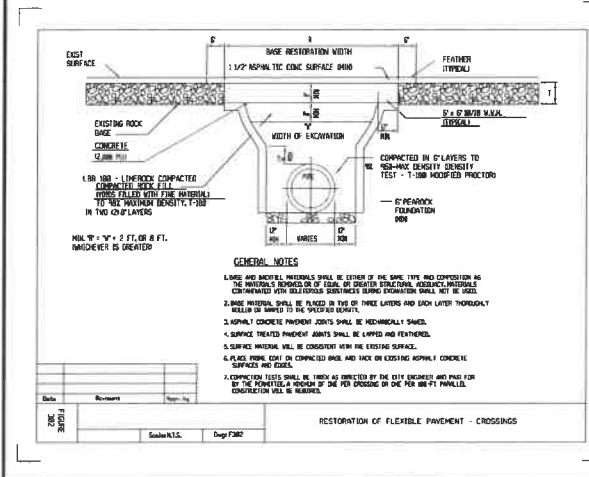 6" R 6"
BASE RESTORATION WIDTH
EXIST
SURFACE
1 1/2" ASPHALTIC CONC SURFACE (MIN)
FEATHER
(TYPICAL)
T
EXISTING ROCK
BASE
"W"
WIDTH OF EXCAVATION
12"
MIN
(TYPICAL)
CONCRETE
LBR 100 - LIMEROCK COMPACTED
COMPACTED ROCK FILL
(VOIDS FILLED WITH FINE MATERIAL)
TO 98% MAXIMUM DENSITY, T-180
IN TWO (2) 6" LAYERS
PIPE
COMPACTED IN 6" LAYERS TO
95% MAX DENSITY (DENSITY
TEST - T-180 MODIFIED PROCTOR)
6" PEAROCK
FOUNDATION
MIN
12"
MIN
VARIES
12"
MIN
MIN. "R" = "W" + 2 FT. OR 8 FT.
(WHICHEVER IS GREATER)
GENERAL NOTES
1. BASE AND BACKFILL MATERIALS SHALL BE EITHER OF THE SAME TYPE AND COMPOSITION AS
THE MATERIALS REMOVED, OR OF EQUAL OR GREATER STRUCTURAL ADEQUACY. MATERIALS
CONTAMINATED WITH DELETERIOUS SUBSTANCES DURING EXCAVATION SHALL NOT BE USED.
2. BASE MATERIAL SHALL BE PLACED IN TWO OR THREE LAYERS AND EACH LAYER THOROUGHLY
ROLLED OR TAMPED TO THE SPECIFIED DENSITY.
3. ASPHALT CONCRETE PAVEMENT JOINTS SHALL BE MECHANICALLY SAWED.
4. SURFACE TREATED PAVEMENT JOINTS SHALL BE LAPPED AND FEATHERED.
5. SURFACE MATERIAL WILL BE CONSISTENT WITH THE EXISTING SURFACE.
6. PLACE PRIME COAT ON COMPACTED BASE AND TACK ON EXISTING ASPHALT CONCRETE
SURFACES AND EDGES.
7. COMPACTION TESTS SHALL BE TAKEN AS DIRECTED BY THE CITY ENGINEER AND PAID FOR
BY THE PERMITTEE. A MINIMUM OF ONE PER CROSSING OR ONE PER 100-FT PARALLEL
CONSTRUCTION WILL BE REQUIRED.
Date Revement Appr. by
FIGURE
302
Scale: N.T.S. Dwg: F302
RESTORATION OF FLEXIBLE PAVEMENT - CROSSINGS